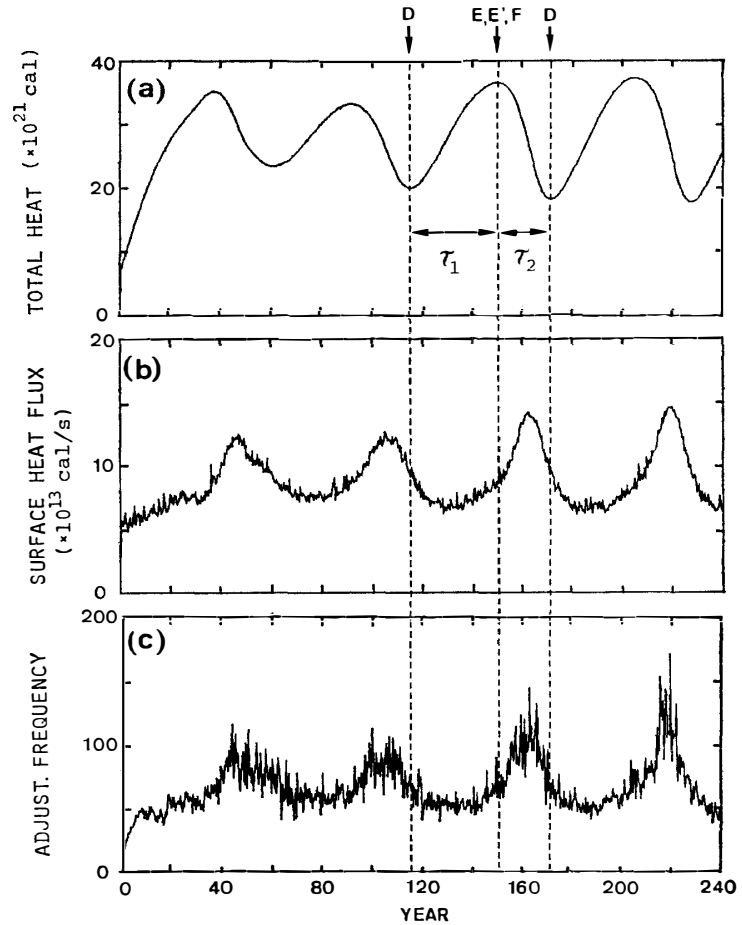 D E,E',F D
(a)
40
20
0
TOTAL HEAT (×10²¹ cal)
τ₁ τ₂
(b)
20
10
0
SURFACE HEAT FLUX
(×10¹³ cal/s)
(c)
200
100
0
ADJUST. FREQUENCY
0 40 80 120 160 200 240
YEAR